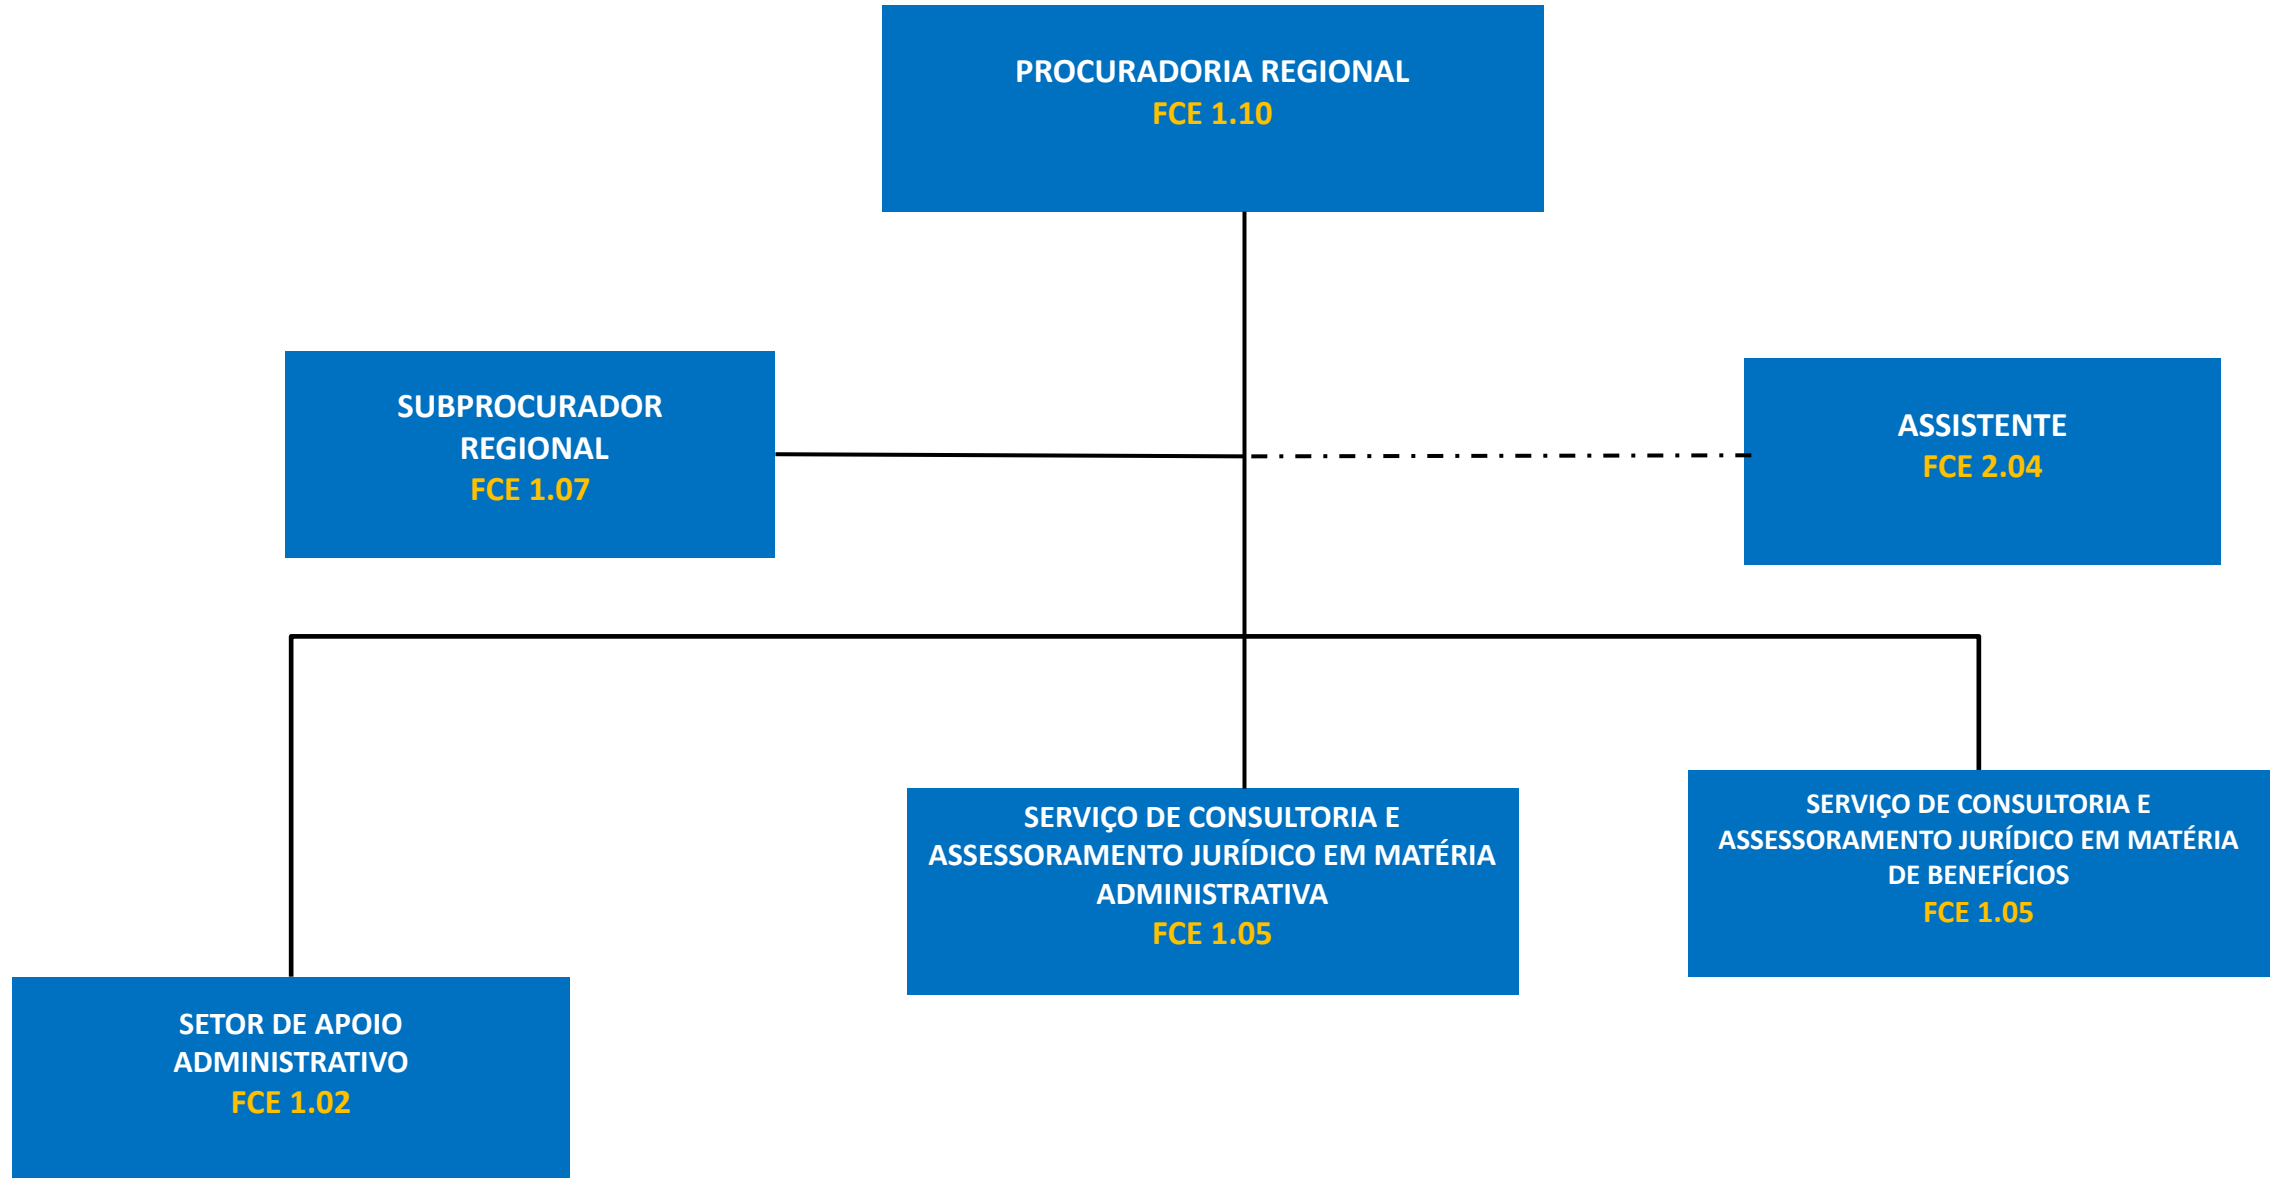 PROCURADORIA REGIONAL
FCE 1.10
SUBPROCURADOR
REGIONAL
FCE 1.07
ASSISTENTE
FCE 2.04
SERVIÇO DE CONSULTORIA E
ASSESSORAMENTO JURÍDICO EM MATÉRIA
ADMINISTRATIVA
FCE 1.05
SERVIÇO DE CONSULTORIA E
ASSESSORAMENTO JURÍDICO EM MATÉRIA
DE BENEFÍCIOS
FCE 1.05
SETOR DE APOIO
ADMINISTRATIVO
FCE 1.02